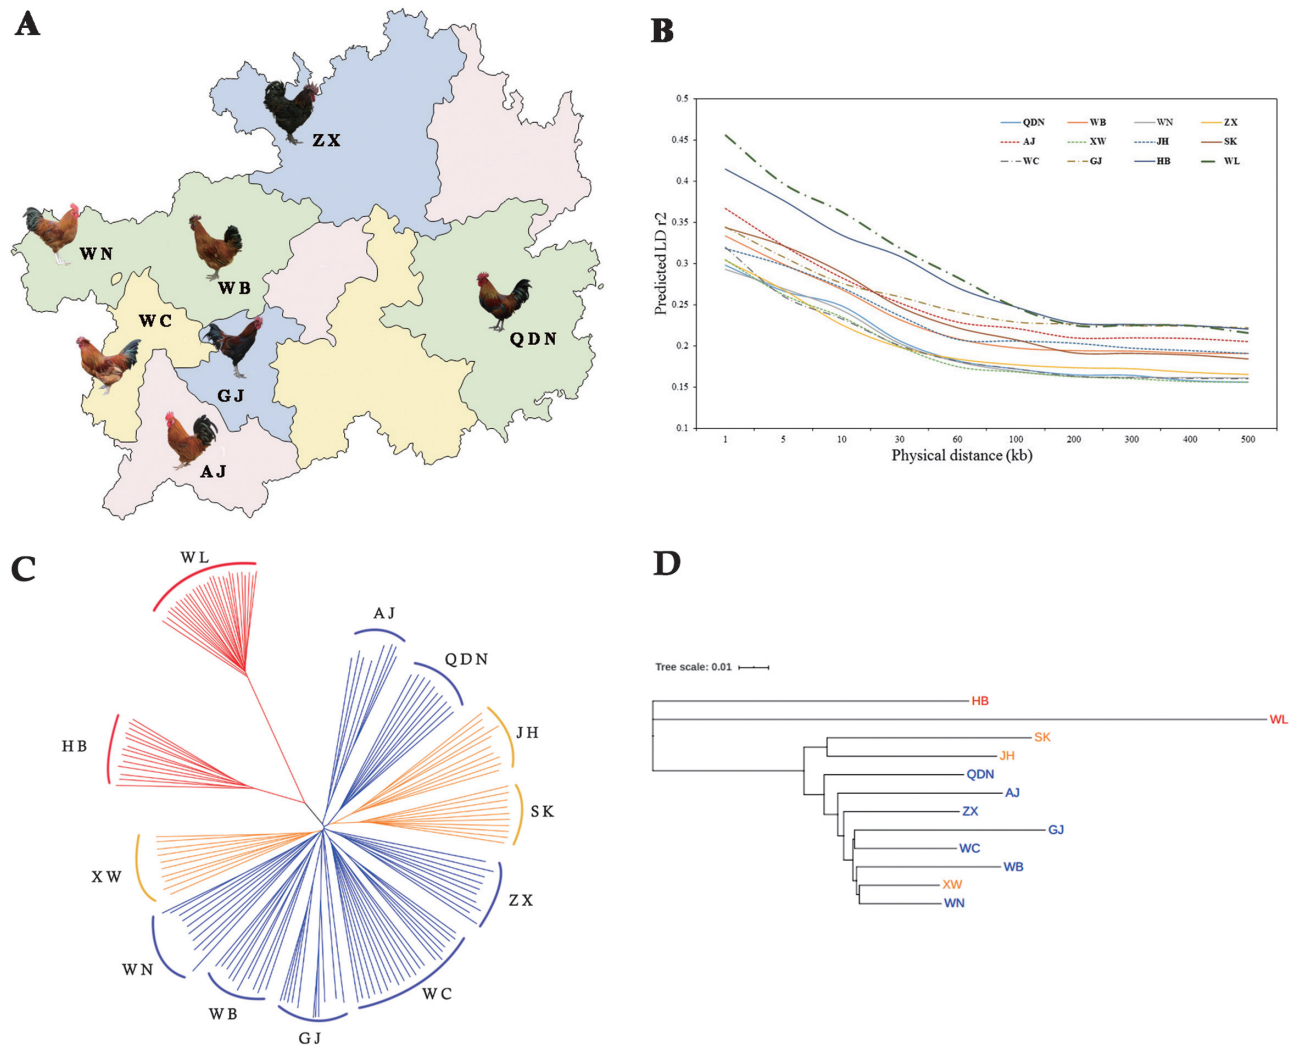 A
ZX
WN
WB
WC
QDN
GJ
AJ
B
0.5
0.45
0.4
0.35
0.3
0.25
0.2
0.15
0.1
Predicted LD r2
QDN WB WN ZX
AJ XW JH SK
WC GJ HB WL
1 5 10 30 60 100 200 300 400 500
Physical distance (kb)
C
WL
AJ
QDN
JH
HB
SK
XW
ZX
WN
WC
WB
GJ
D
Tree scale: 0.01
HB
WL
SK
JH
QDN
AJ
ZX
GJ
WC
WB
XW
WN